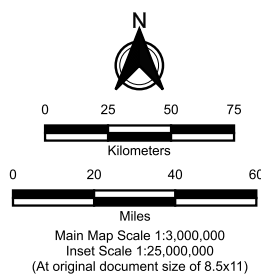 N
0 25 50 75
Kilometers
0 20 40 60
Miles
Main Map Scale 1:3,000,000
Inset Scale 1:25,000,000
(At original document size of 8.5x11)